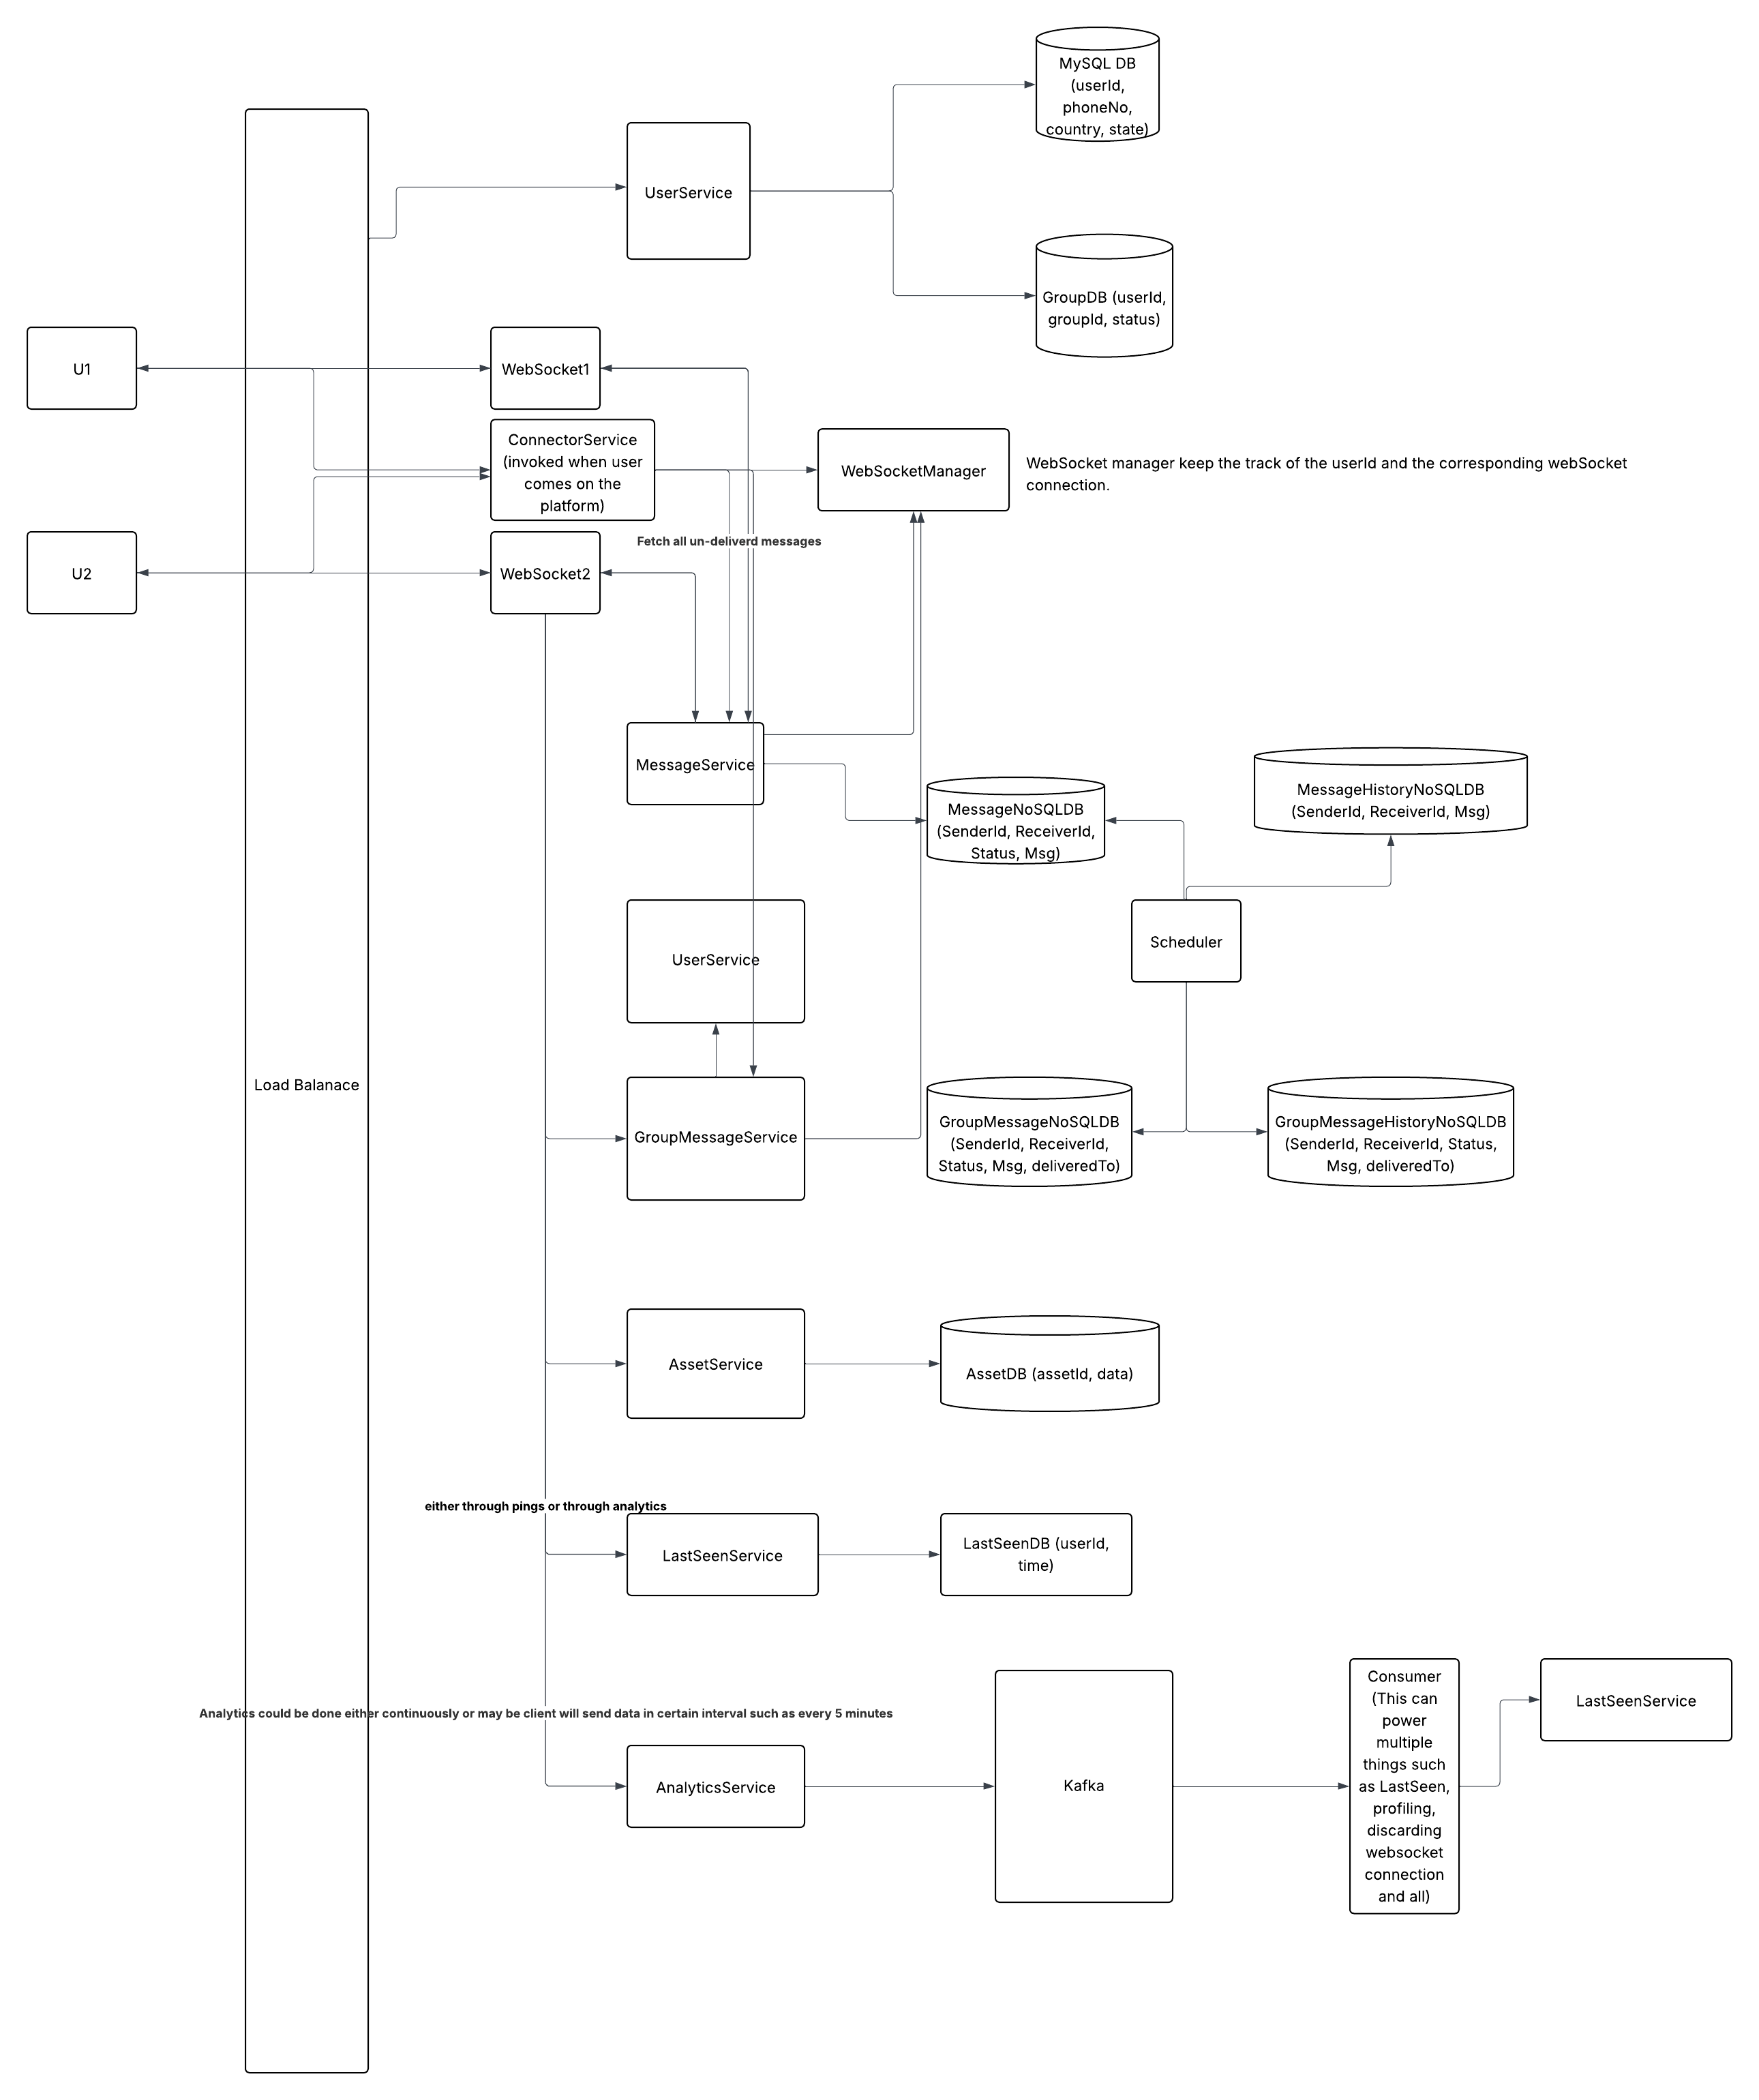 MySQL DB
(userId,
phoneNo,
country, state)
UserService
GroupDB (userId,
groupId, status)
U1
WebSocket1
ConnectorService
(invoked when user
comes on the
platform)
WebSocketManager
WebSocket manager keep the track of the userId and the corresponding webSocket
connection.
Fetch all un-deliverd messages
U2
WebSocket2
MessageService
MessageNoSQLDB
(SenderId, ReceiverId,
Status, Msg)
MessageHistoryNoSQLDB
(SenderId, ReceiverId, Msg)
UserService
Scheduler
Load Balanace
GroupMessageService
GroupMessageNoSQLDB
(SenderId, ReceiverId,
Status, Msg, deliveredTo)
GroupMessageHistoryNoSQLDB
(SenderId, ReceiverId, Status,
Msg, deliveredTo)
AssetService
AssetDB (assetId, data)
either through pings or through analytics
LastSeenService
LastSeenDB (userId,
time)
Analytics could be done either continuously or may be client will send data in certain interval such as every 5 minutes
AnalyticsService
Kafka
Consumer
(This can
power
multiple
things such
as LastSeen,
profiling,
discarding
websocket
connection
and all)
LastSeenService